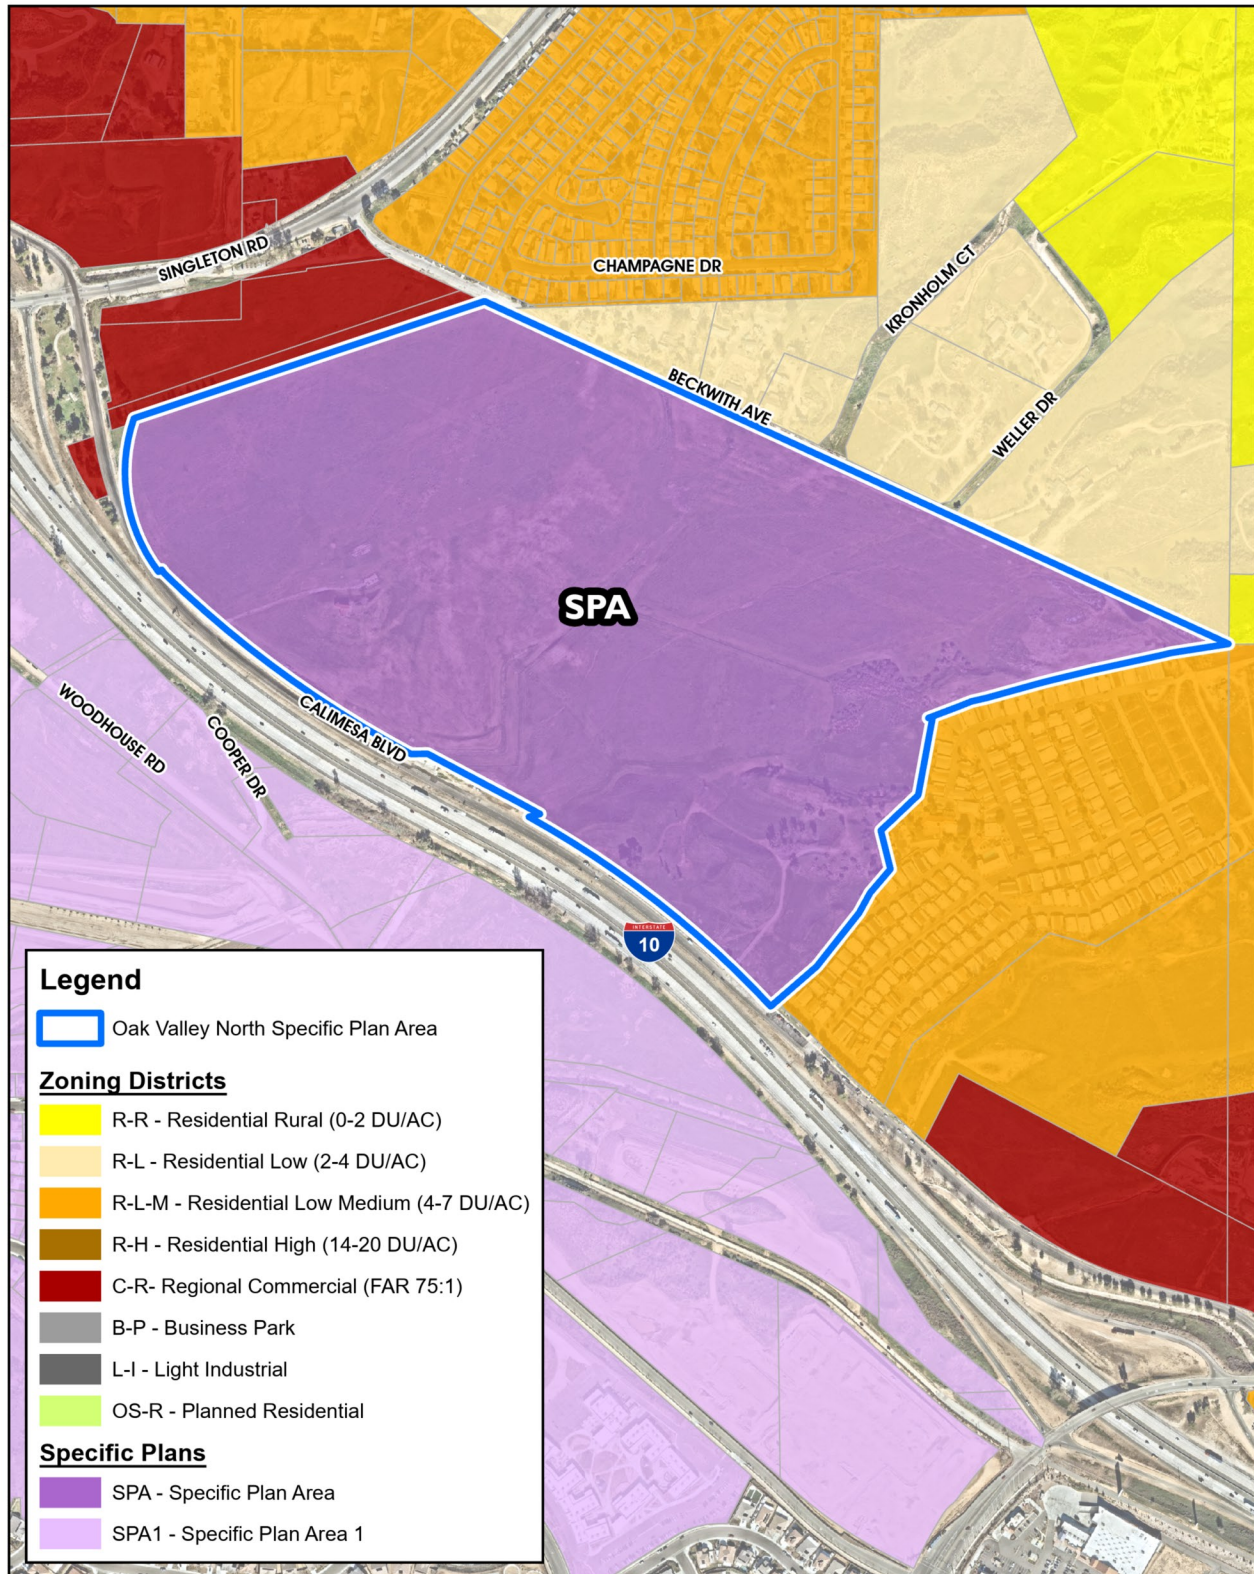 SINGLETON RD
CHAMPAGNE DR
KRONHOLM CT
BECKWITH AVE
WELLER DR
SPA
WOODHOUSE RD
COOPER DR
CALIMESA BLVD
INTERSTATE
10
Legend
Oak Valley North Specific Plan Area
Zoning Districts
R-R - Residential Rural (0-2 DU/AC)
R-L - Residential Low (2-4 DU/AC)
R-L-M - Residential Low Medium (4-7 DU/AC)
R-H - Residential High (14-20 DU/AC)
C-R- Regional Commercial (FAR 75:1)
B-P - Business Park
L-I - Light Industrial
OS-R - Planned Residential
Specific Plans
SPA - Specific Plan Area
SPA1 - Specific Plan Area 1